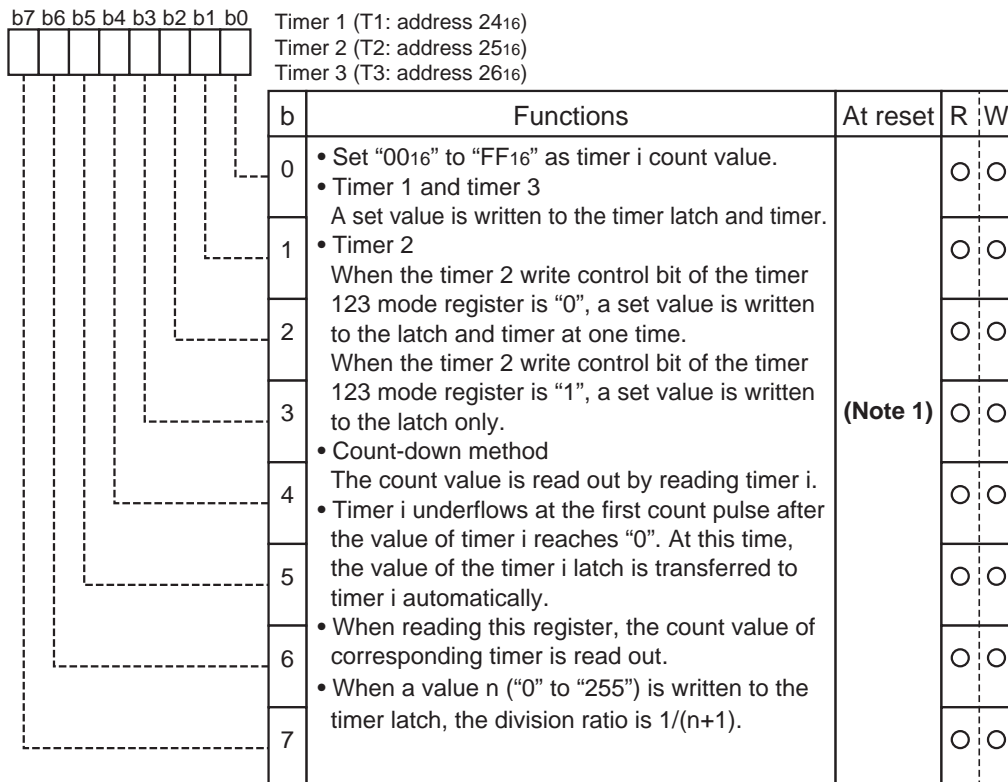 b7 b6 b5 b4 b3 b2 b1 b0
Timer 1 (T1: address 2416)
Timer 2 (T2: address 2516)
Timer 3 (T3: address 2616)
b Functions At reset R W
0
1
2
3
4
5
6
7
• Set “0016” to “FF16” as timer i count value.
• Timer 1 and timer 3
A set value is written to the timer latch and timer.
• Timer 2
When the timer 2 write control bit of the timer
123 mode register is “0”, a set value is written
to the latch and timer at one time.
When the timer 2 write control bit of the timer
123 mode register is “1”, a set value is written
to the latch only.
• Count-down method
The count value is read out by reading timer i.
• Timer i underflows at the first count pulse after
the value of timer i reaches “0”. At this time,
the value of the timer i latch is transferred to
timer i automatically.
• When reading this register, the count value of
corresponding timer is read out.
• When a value n (“0” to “255”) is written to the
timer latch, the division ratio is 1/(n+1).
(Note 1)